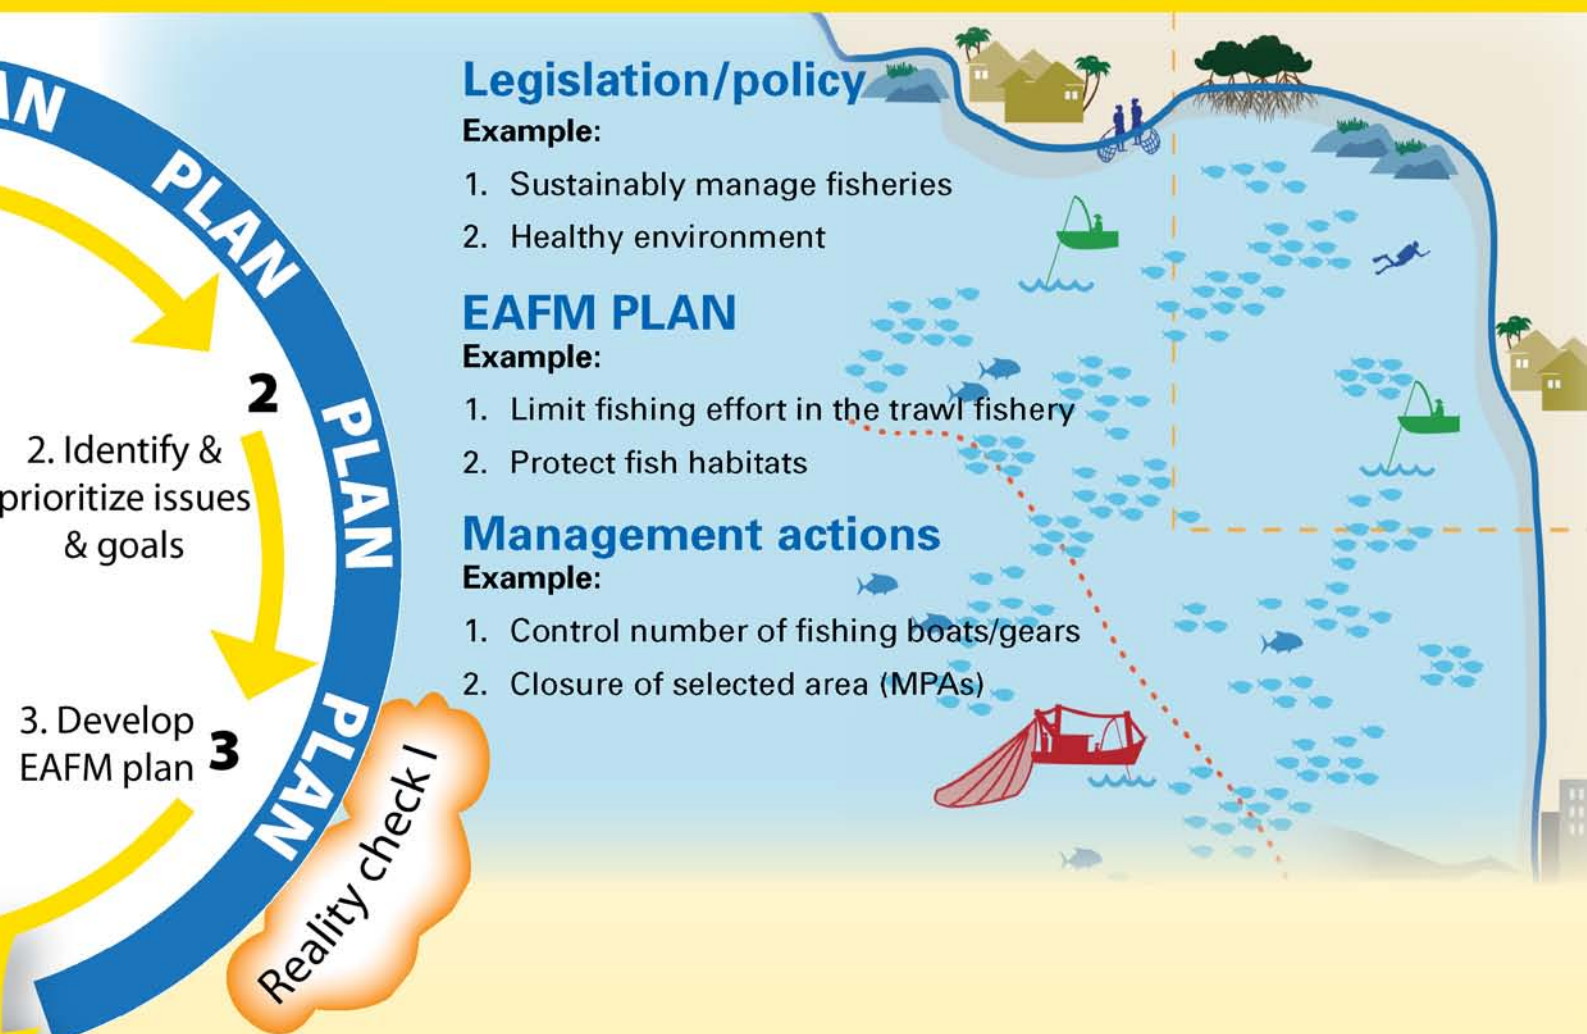 AN
PLAN
PLAN
PLAN
2
2. Identify &
prioritize issues
& goals
3. Develop
EAFM plan
3
Reality check I
Legislation/policy
Example:
1. Sustainably manage fisheries
2. Healthy environment
EAFM PLAN
Example:
1. Limit fishing effort in the trawl fishery
2. Protect fish habitats
Management actions
Example:
1. Control number of fishing boats/gears
2. Closure of selected area (MPAs)